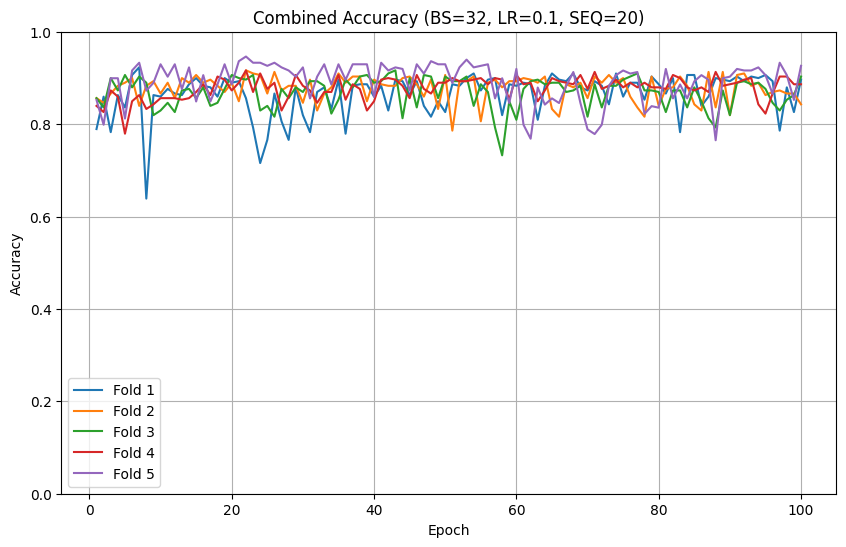 Combined Accuracy (BS=32, LR=0.1, SEQ=20)
1.0
0.8
0.6
0.4
0.2
0.0
Accuracy
Fold 1
Fold 2
Fold 3
Fold 4
Fold 5
0 20 40 60 80 100
Epoch